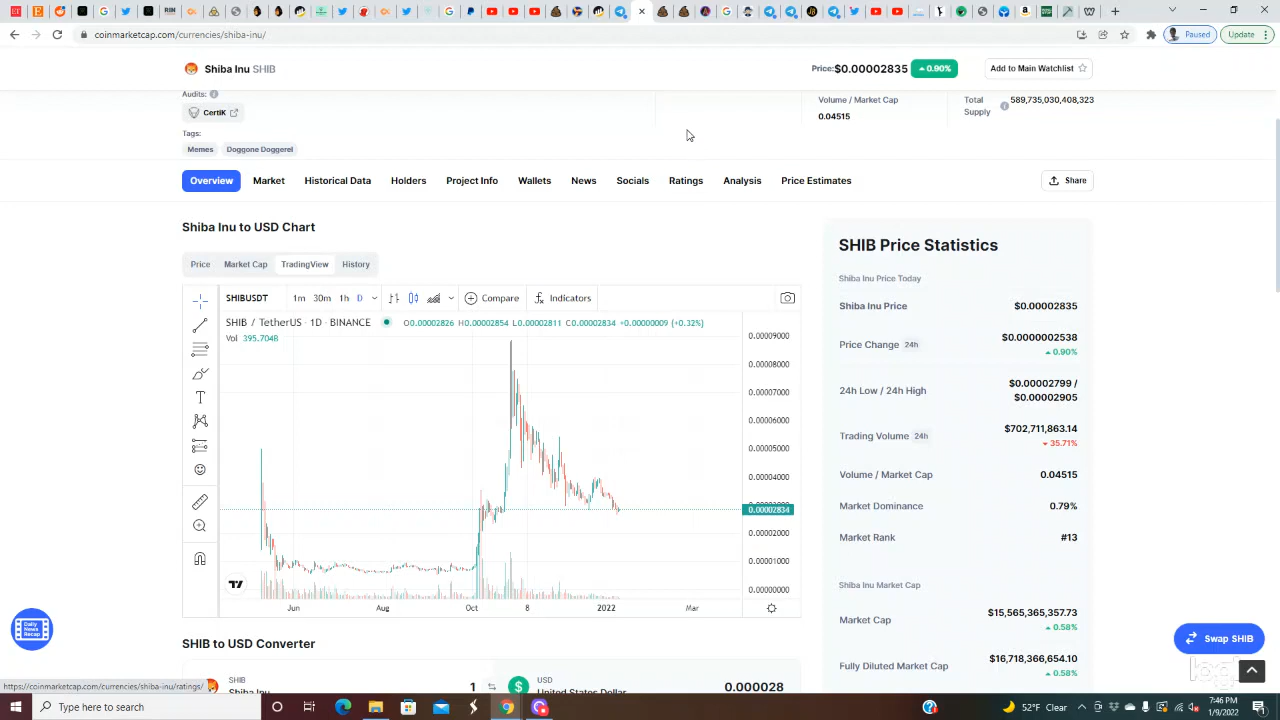 coinmarketcap.com/currencies/shiba-inu/
Paused
Update
Shiba Inu SHIB
Price: $0.00002835
0.90%
Add to Main Watchlist
Audits:
CertiK
Tags:
Memes
Doggone Doggerel
Volume / Market Cap
0.04515
Total Supply
589,735,030,408,323
Overview
Market
Historical Data
Holders
Project Info
Wallets
News
Socials
Ratings
Analysis
Price Estimates
Share
Shiba Inu to USD Chart
Price
Market Cap
TradingView
History
SHIBUSDT
1m 30m 1h D
Compare
Indicators
SHIB / TetherUS · 1D · BINANCE
O0.00002826 H0.00002854 L0.00002811 C0.00002834 +0.00000009 (+0.32%)
Vol 395.704B
0.00009000
0.00008000
0.00007000
0.00006000
0.00005000
0.00004000
0.00002834
0.00002000
0.00001000
0.00000000
Jun
Aug
Oct
8
2022
Mar
SHIB Price Statistics
Shiba Inu Price Today
Shiba Inu Price
$0.00002835
Price Change 24h
$0.0000002538
0.90%
24h Low / 24h High
$0.00002799 /
$0.00002905
Trading Volume 24h
$702,711,863.14
35.71%
Volume / Market Cap
0.04515
Market Dominance
0.79%
Market Rank
#13
Shiba Inu Market Cap
Market Cap
$15,565,365,357.73
0.58%
Fully Diluted Market Cap
$16,718,366,654.10
0.58%
SHIB to USD Converter
SHIB
Shiba Inu
1
USD
United States Dollar
0.000028
Daily
News
Recap
Swap SHIB
https://coinmarketcap.com/currencies/shiba-inu/ratings/
Type here to search
52°F Clear
7:46 PM
1/9/2022